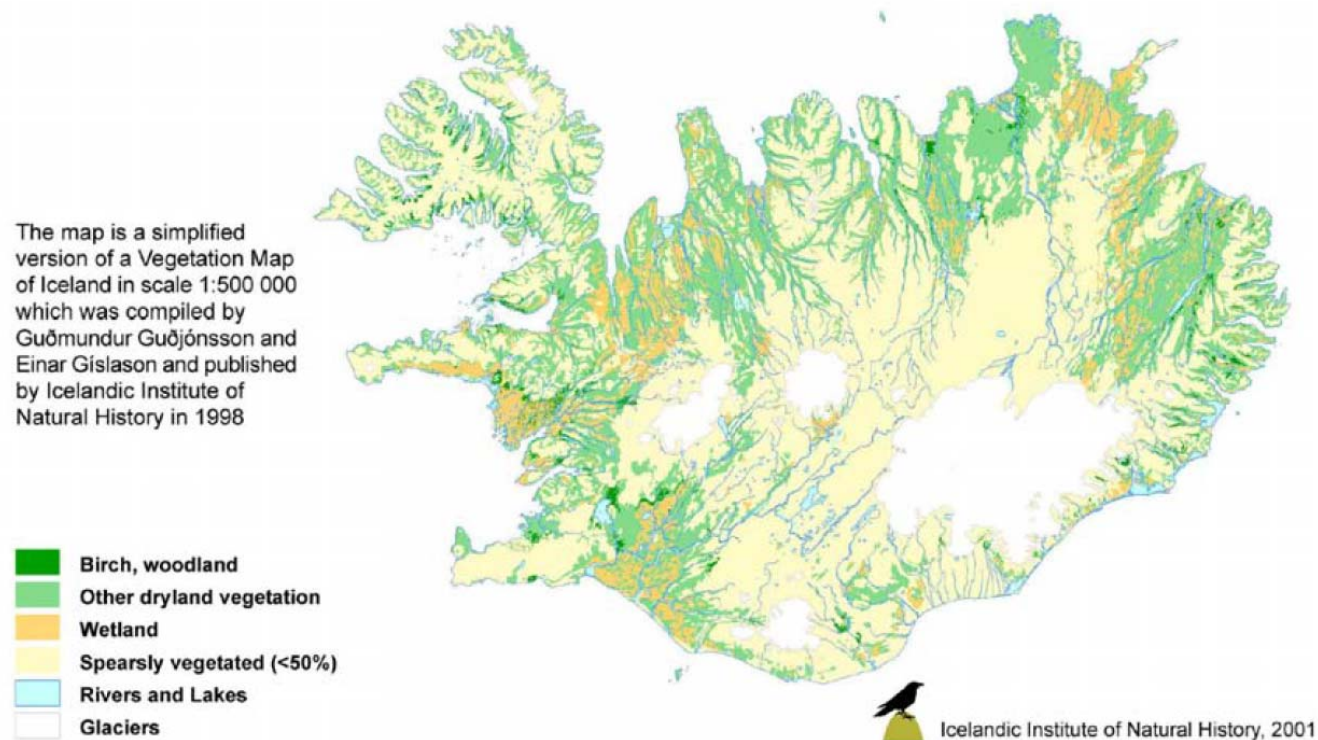 The map is a simplified
version of a Vegetation Map
of Iceland in scale 1:500 000
which was compiled by
Guðmundur Guðjónsson and
Einar Gíslason and published
by Icelandic Institute of
Natural History in 1998
Birch, woodland
Other dryland vegetation
Wetland
Spearsly vegetated (<50%)
Rivers and Lakes
Glaciers
Icelandic Institute of Natural History, 2001